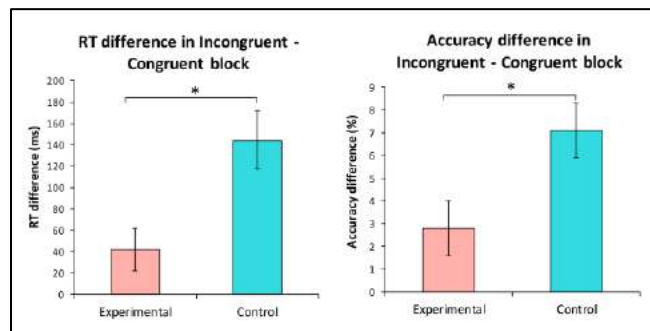 RT difference in Incongruent -
Congruent block
*
200
180
160
140
120
100
80
60
40
20
0
RT difference (ms)
Experimental
Control
Accuracy difference in
Incongruent - Congruent block
*
9
8
7
6
5
4
3
2
1
0
Accuracy difference (%)
Experimental
Control